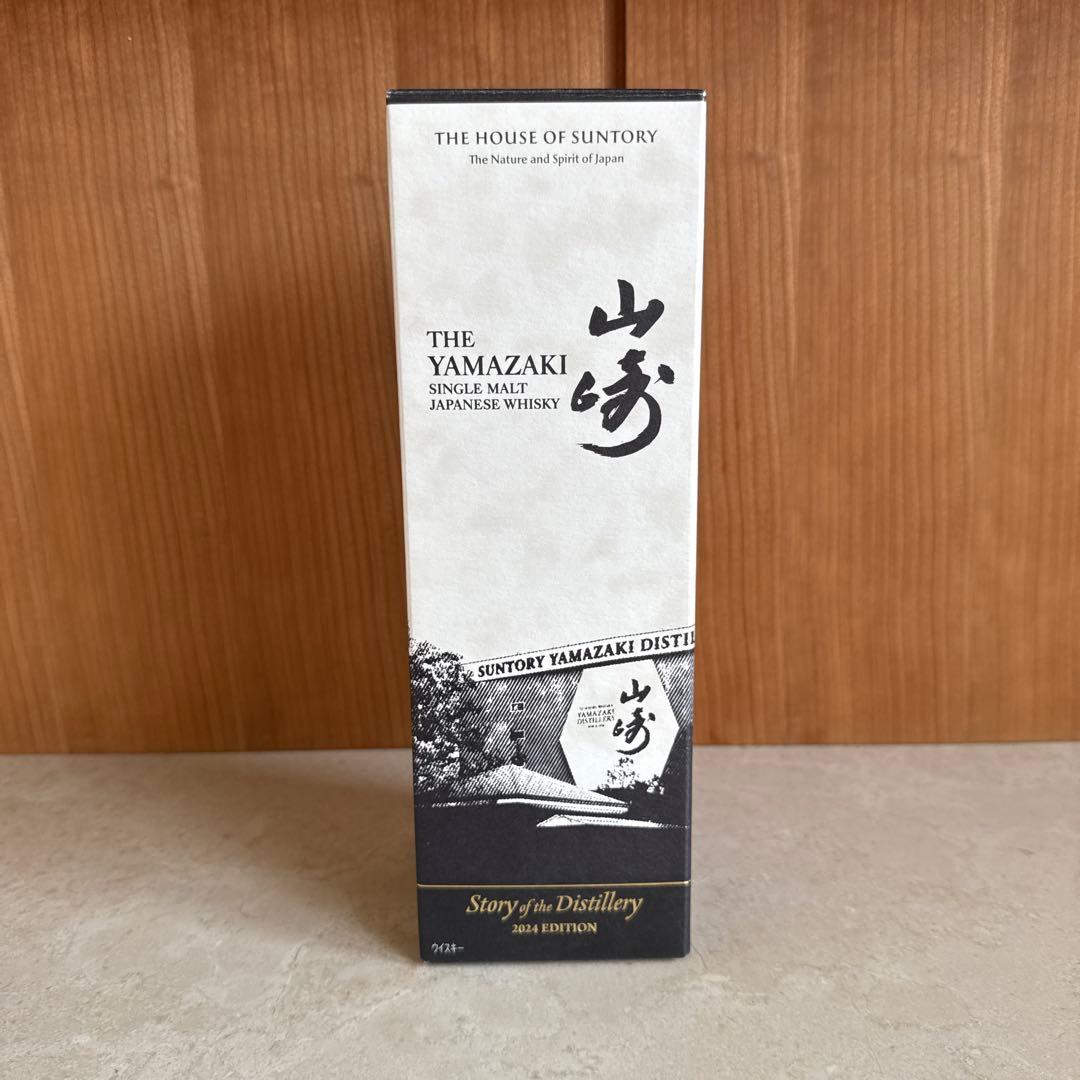 THE HOUSE OF SUNTORY
The Nature and Spirit of Japan
山崎
THE
YAMAZAKI
SINGLE MALT
JAPANESE WHISKY
SUNTORY YAMAZAKI DISTIL
山崎
YAMAZAKI
DISTILLERY
Story of the Distillery
2024 EDITION
ウイスキー